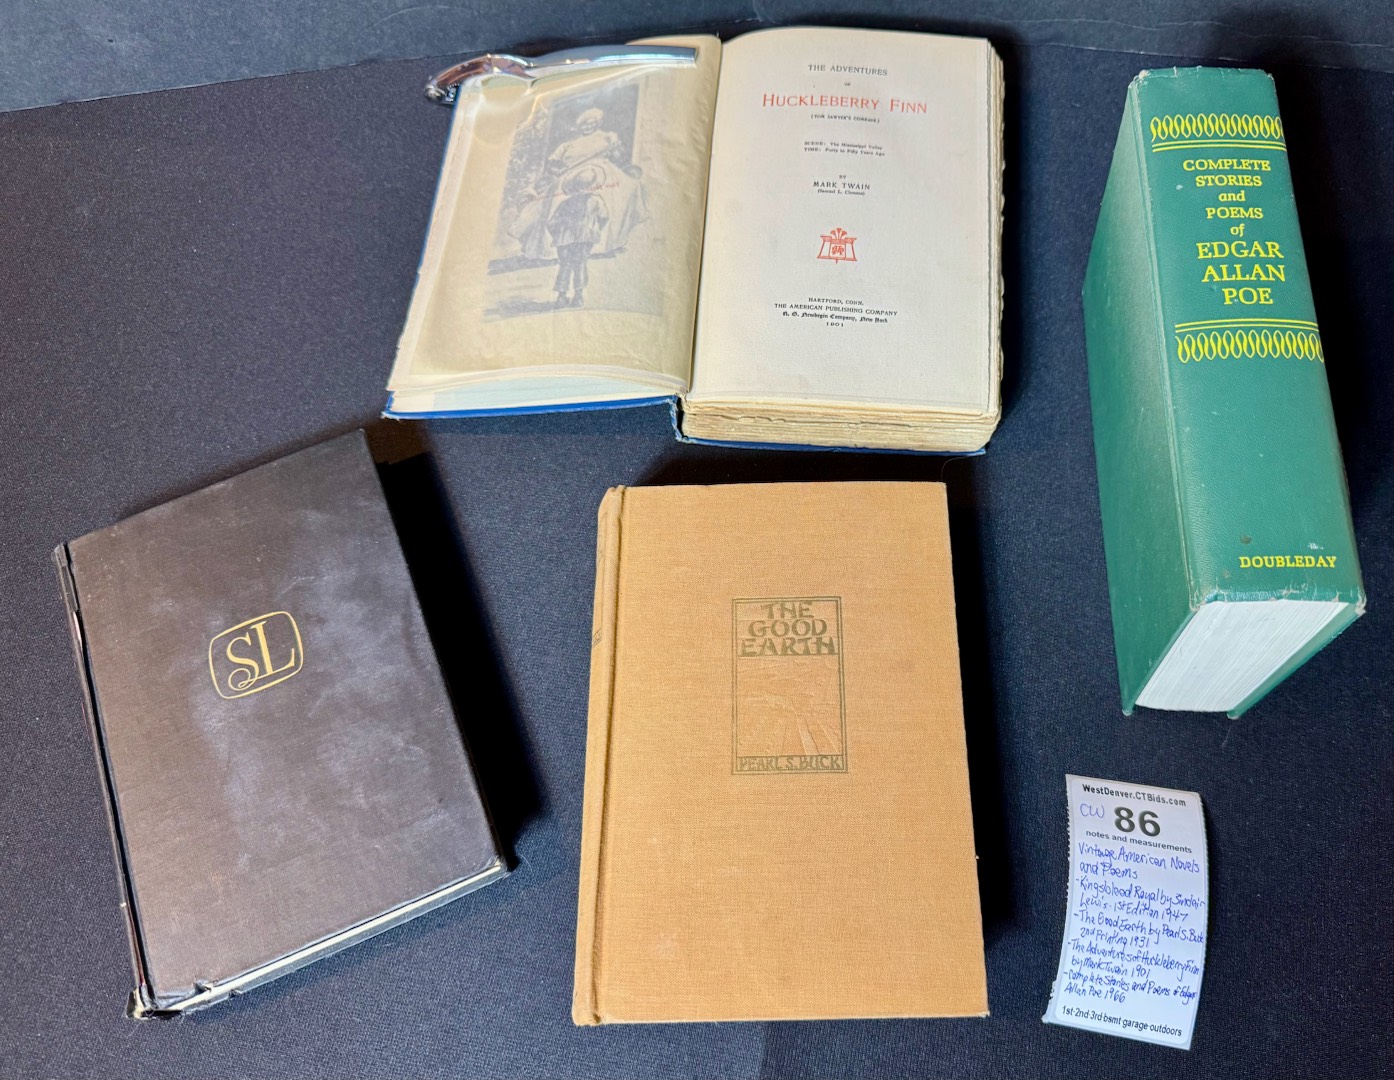 THE ADVENTURES
OF
HUCKLEBERRY FINN
(TOM SAWYER'S COMRADE)
SCENE: The Mississippi Valley
TIME: Forty to Fifty Years Ago
BY
MARK TWAIN
(Samuel L. Clemens)
HARTFORD, CONN.
THE AMERICAN PUBLISHING COMPANY
R. G. Newbegin Company, New York
1901
COMPLETE
STORIES
and
POEMS
of
EDGAR
ALLAN
POE
DOUBLEDAY
SL
THE
GOOD
EARTH
PEARL S. BUCK
WestDenver.CTBids.com
CW 86
notes and measurements
Vintage American Novels
and Poems
-Kingsblood Royal by Sinclair
Lewis-1st Edition 1947
-The Good Earth by Pearl S. Buck
2nd Printing 1931
-The Adventures of Huckleberry Finn
by Mark Twain 1901
-Complete Stories and Poems of Edgar
Allan Poe 1966
1st-2nd-3rd-bsmt-garage-outdoors